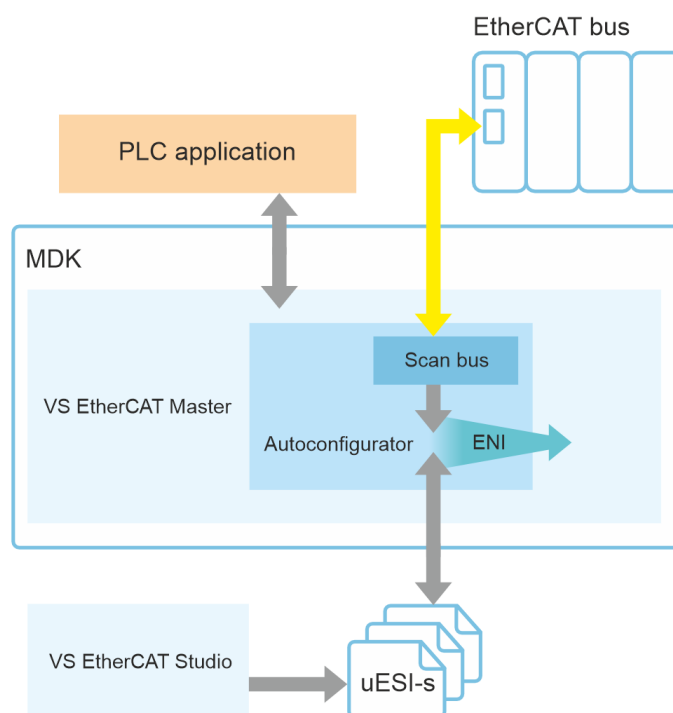 EtherCAT bus
PLC application
MDK
Scan bus
VS EtherCAT Master
Autoconfigurator
ENI
VS EtherCAT Studio
uESI-s